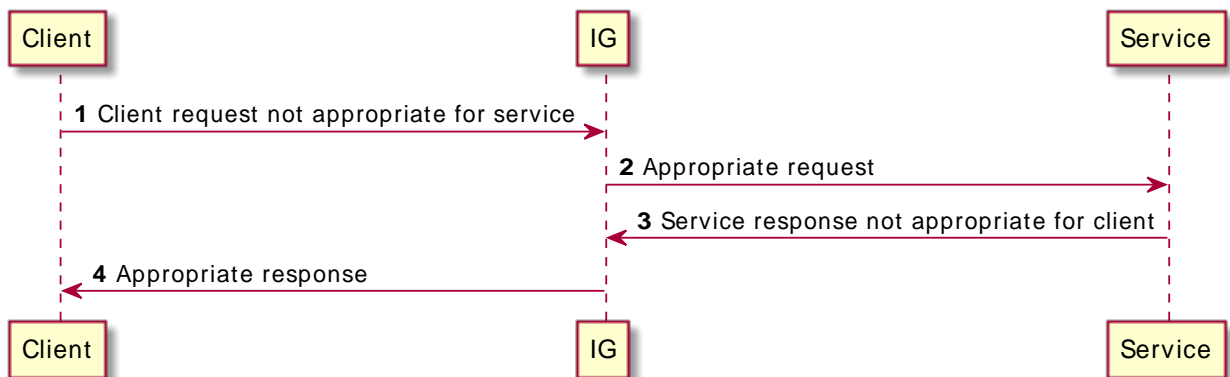 Client IG Service
1 Client request not appropriate for service
2 Appropriate request
3 Service response not appropriate for client
4 Appropriate response
Client IG Service